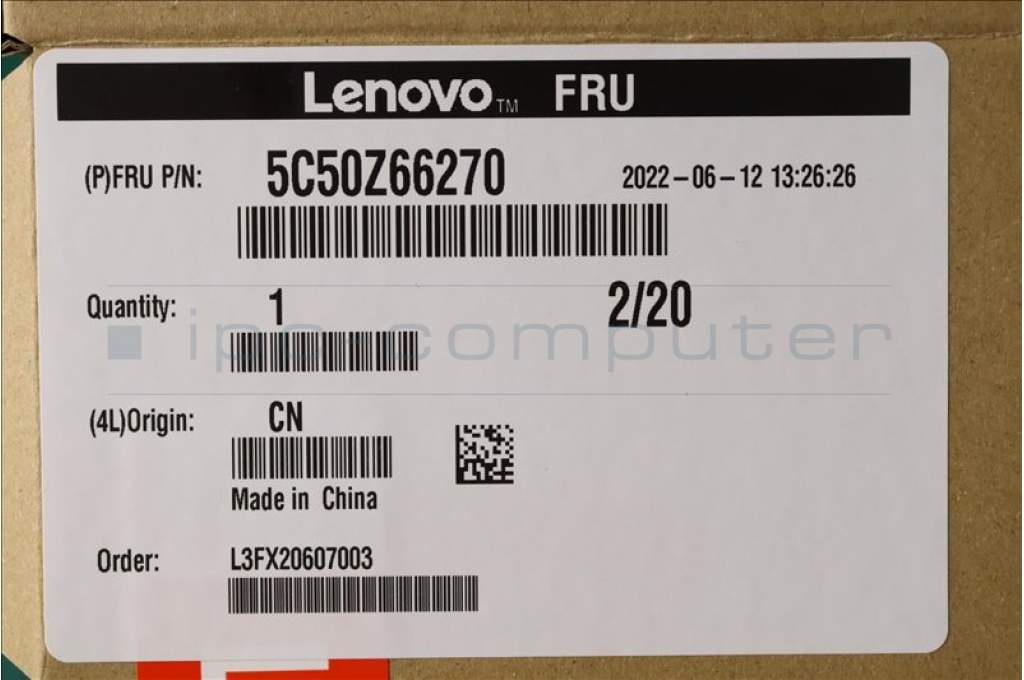 Lenovo™ FRU
(P)FRU P/N: 5C50Z66270 2022-06-12 13:26:26
Quantity: 1 2/20
ipc-computer
(4L)Origin: CN
Made in China
Order: L3FX20607003